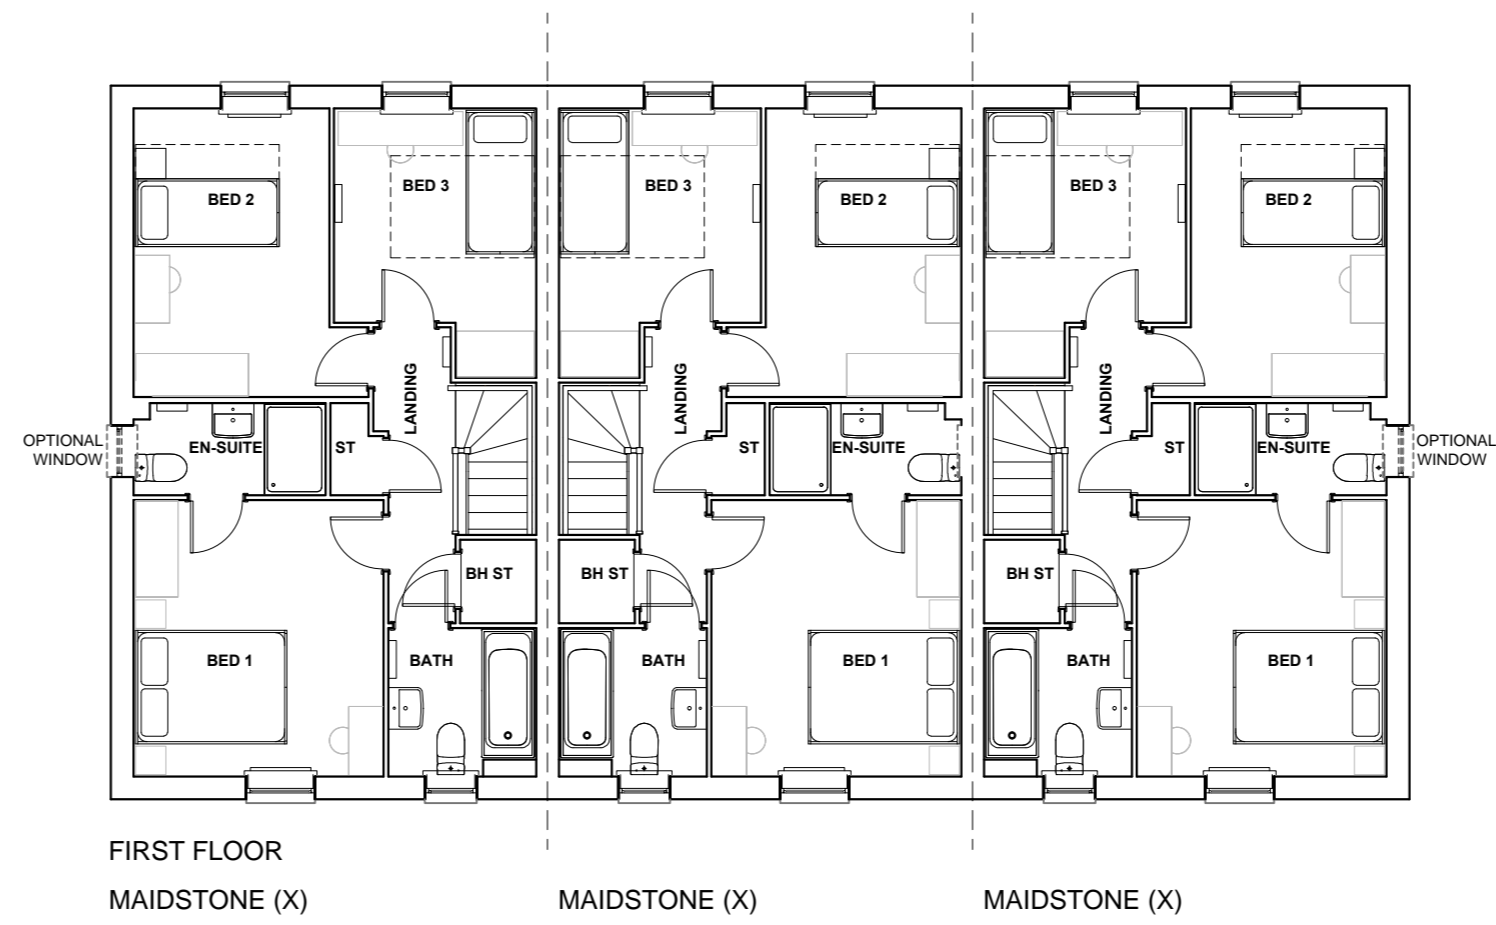 BED 2
BED 3
BED 3
BED 2
BED 3
BED 2
LANDING
LANDING
LANDING
OPTIONAL
WINDOW
EN-SUITE
ST
ST
EN-SUITE
ST
EN-SUITE
OPTIONAL
WINDOW
BH ST
BH ST
BH ST
BED 1
BATH
BATH
BED 1
BATH
BED 1
FIRST FLOOR
MAIDSTONE (X)
MAIDSTONE (X)
MAIDSTONE (X)